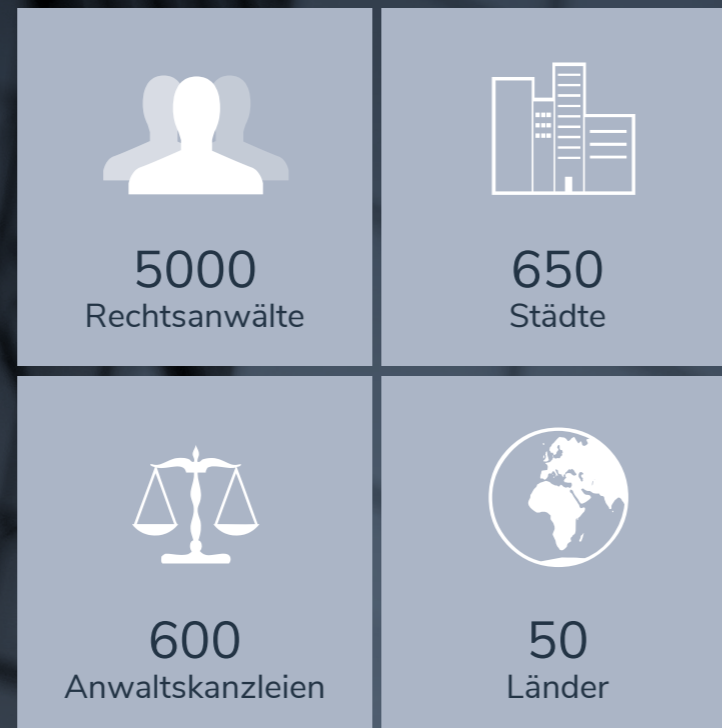 5000
Rechtsanwälte
650
Städte
600
Anwaltskanzleien
50
Länder